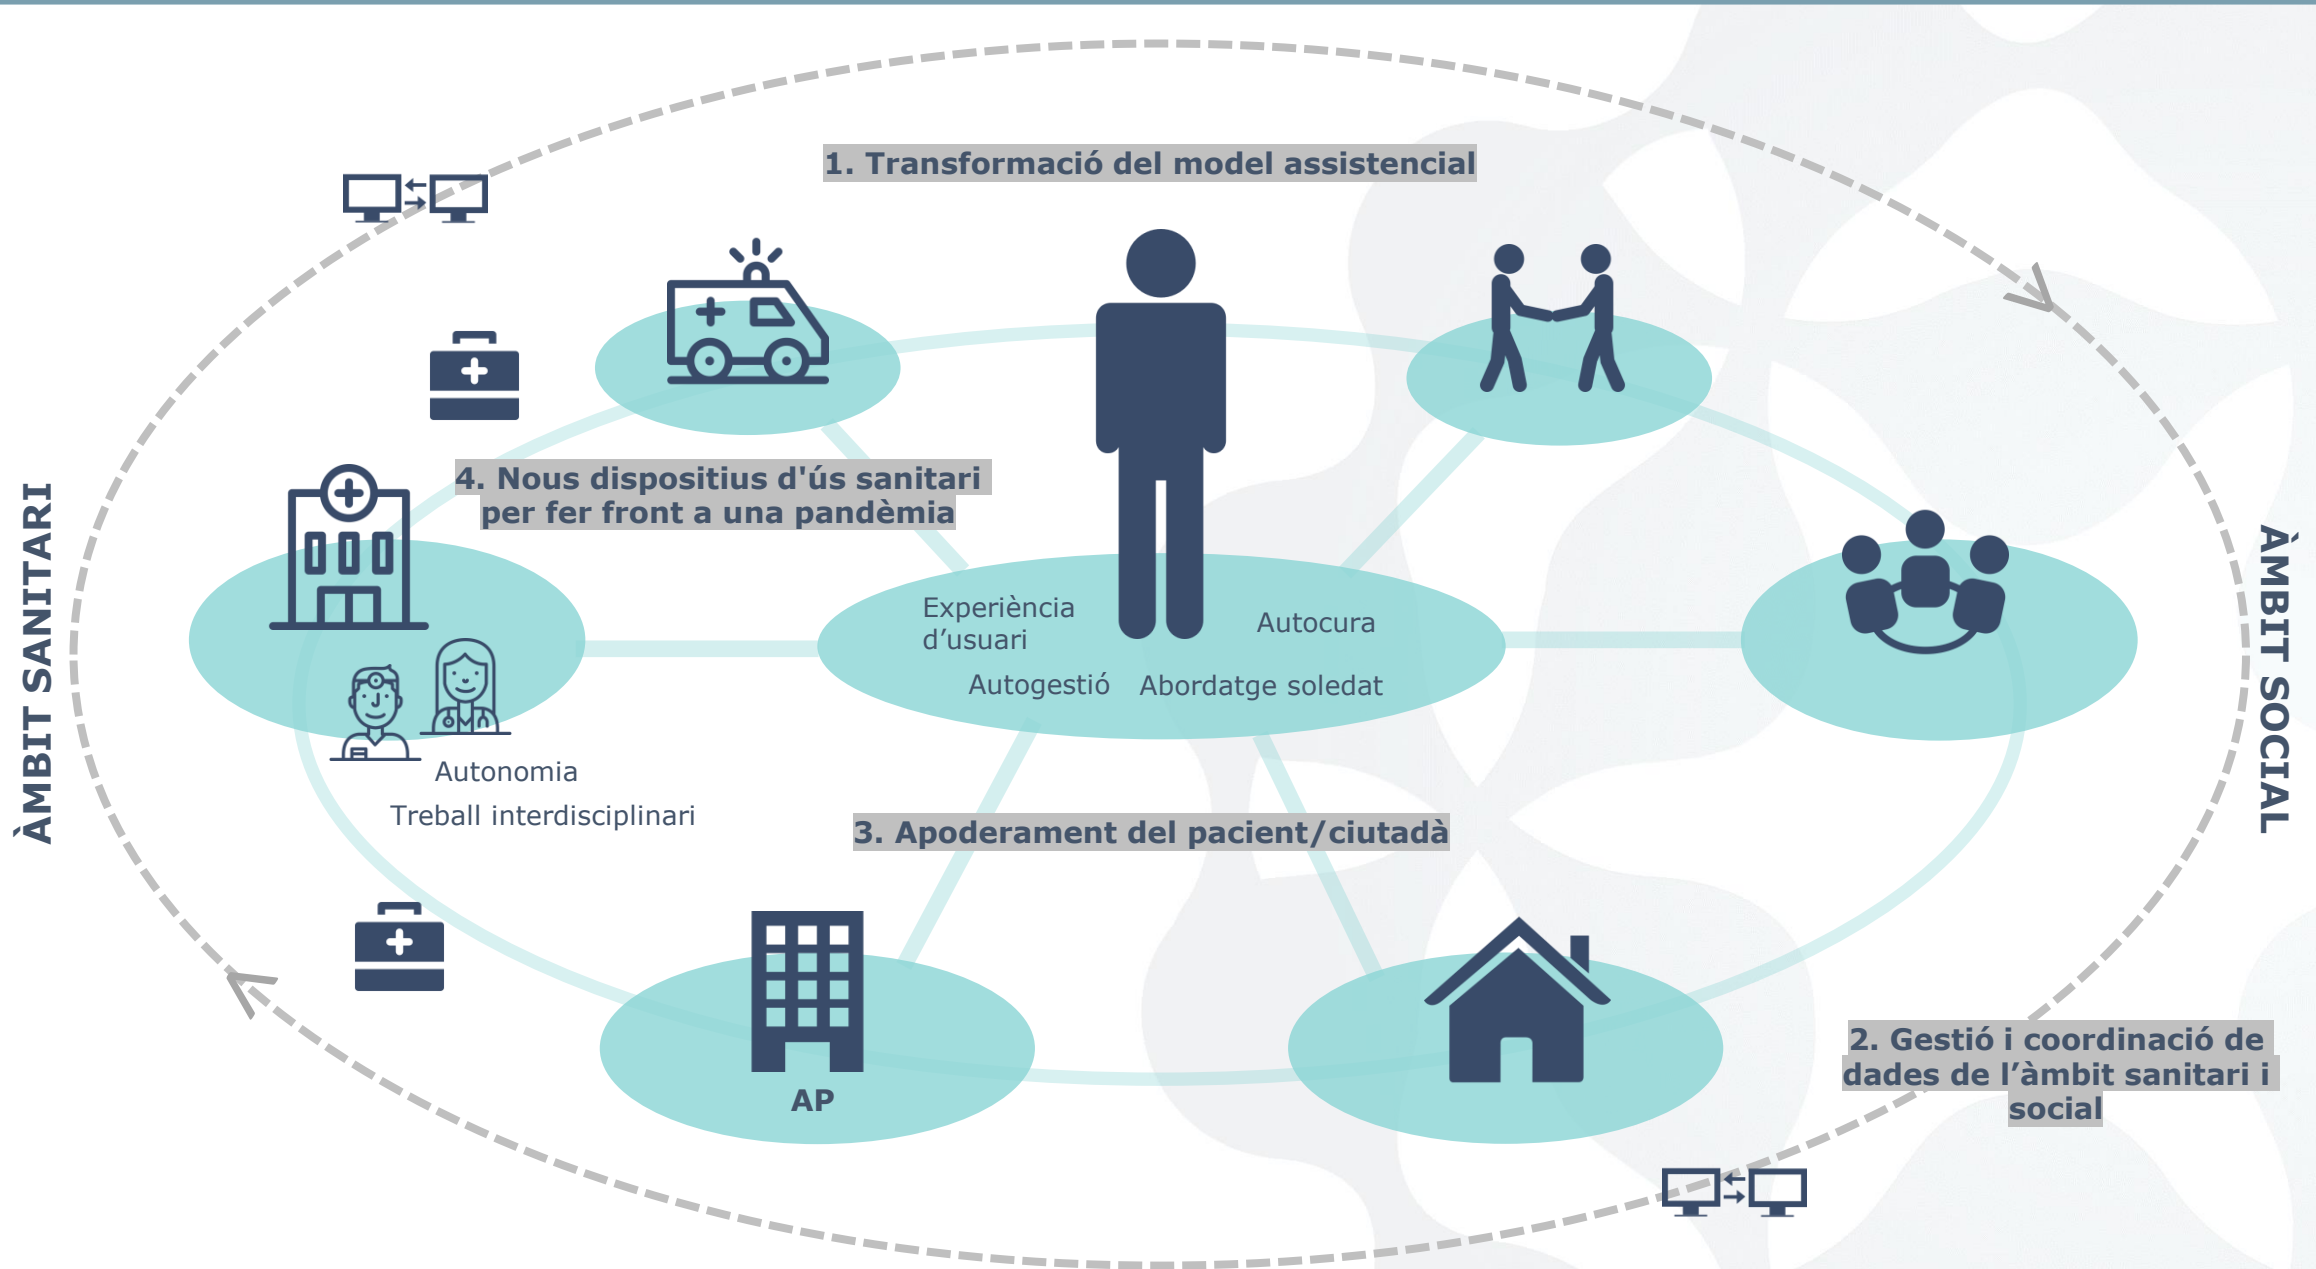 1. Transformació del model assistencial
4. Nous dispositius d'ús sanitari
per fer front a una pandèmia
ÀMBIT SANITARI
ÀMBIT SOCIAL
Experiència
d’usuari
Autocura
Autogestió
Abordatge soledat
Autonomia
Treball interdisciplinari
3. Apoderament del pacient/ciutadà
AP
2. Gestió i coordinació de
dades de l’àmbit sanitari i
social